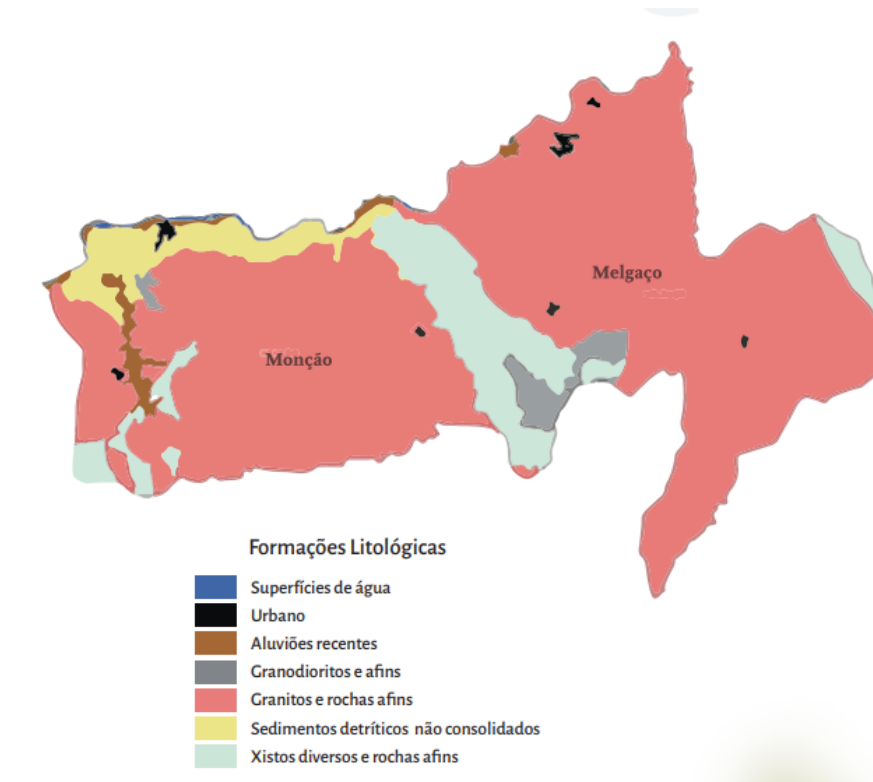 Melgaço
Monção
Formações Litológicas
Superfícies de água
Urbano
Aluviões recentes
Granodioritos e afins
Granitos e rochas afins
Sedimentos detríticos não consolidados
Xistos diversos e rochas afins